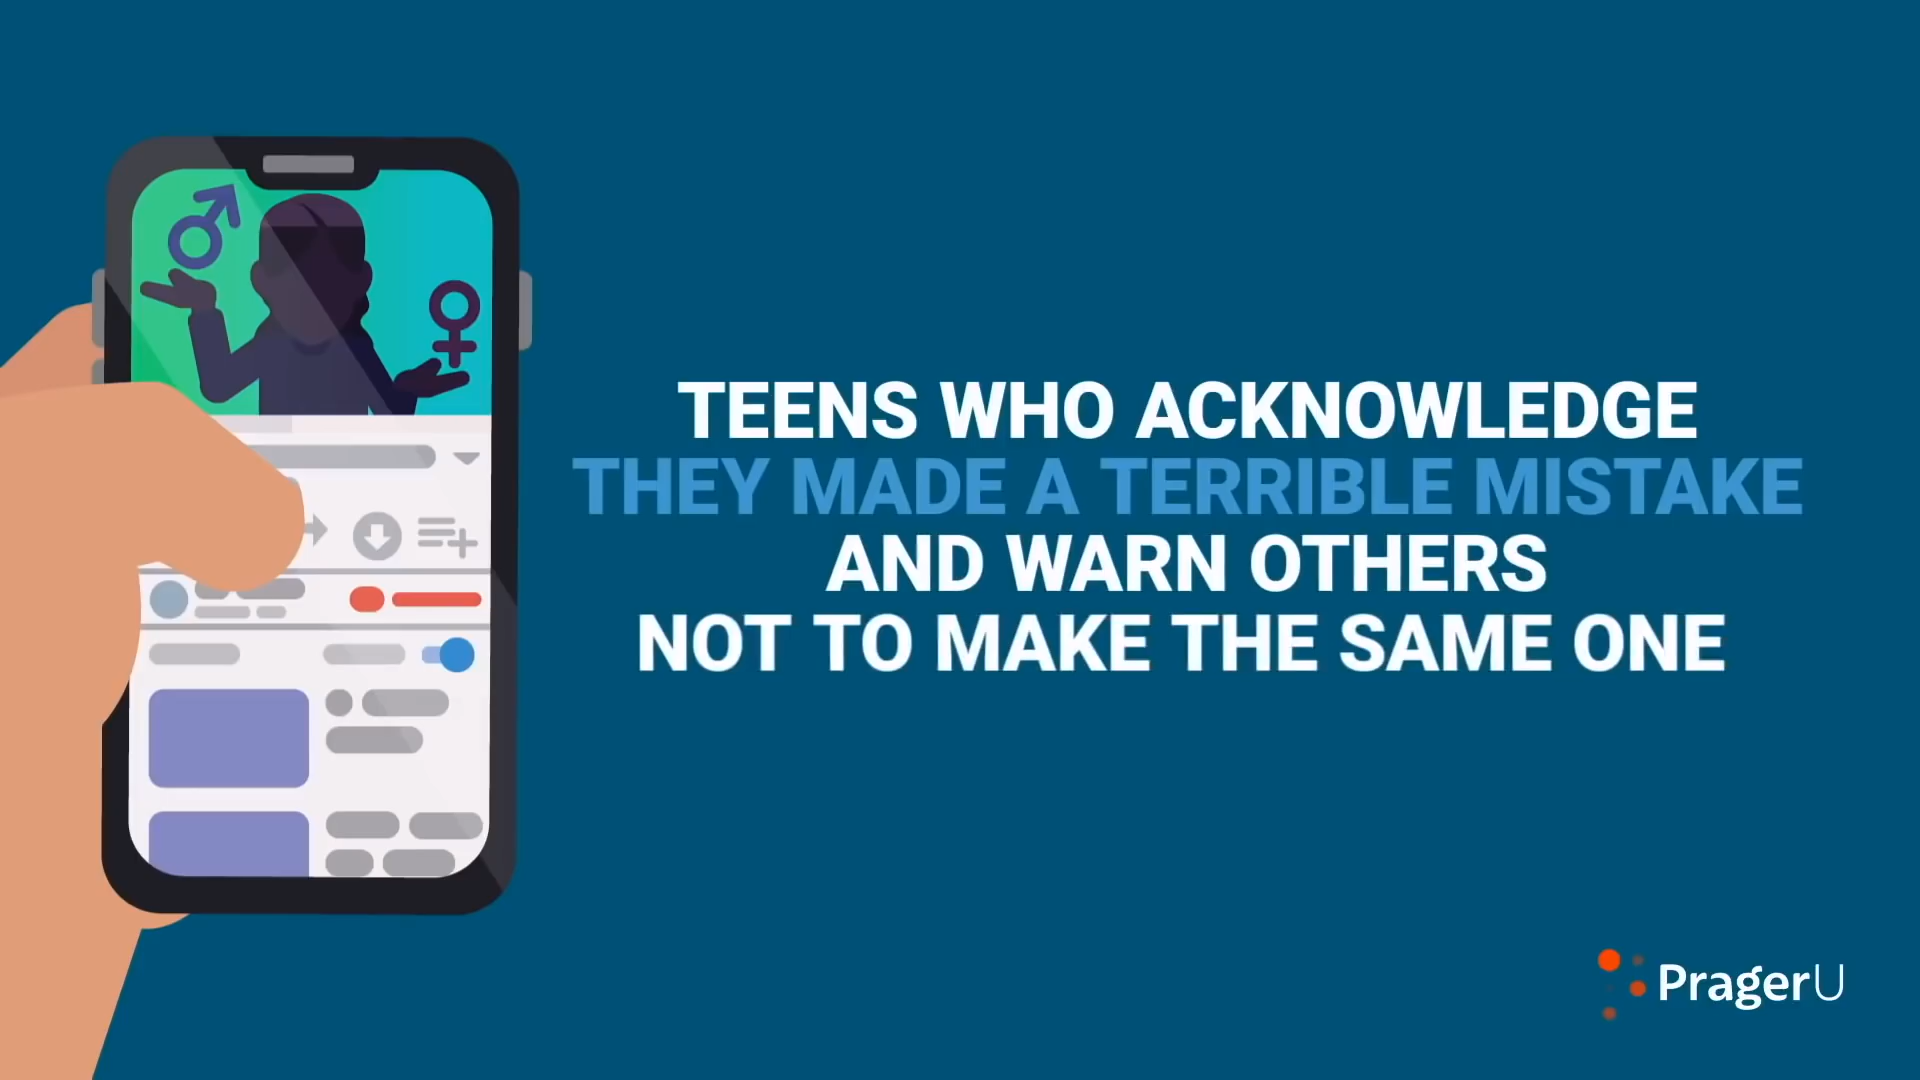 TEENS WHO ACKNOWLEDGE
THEY MADE A TERRIBLE MISTAKE
AND WARN OTHERS
NOT TO MAKE THE SAME ONE
PragerU